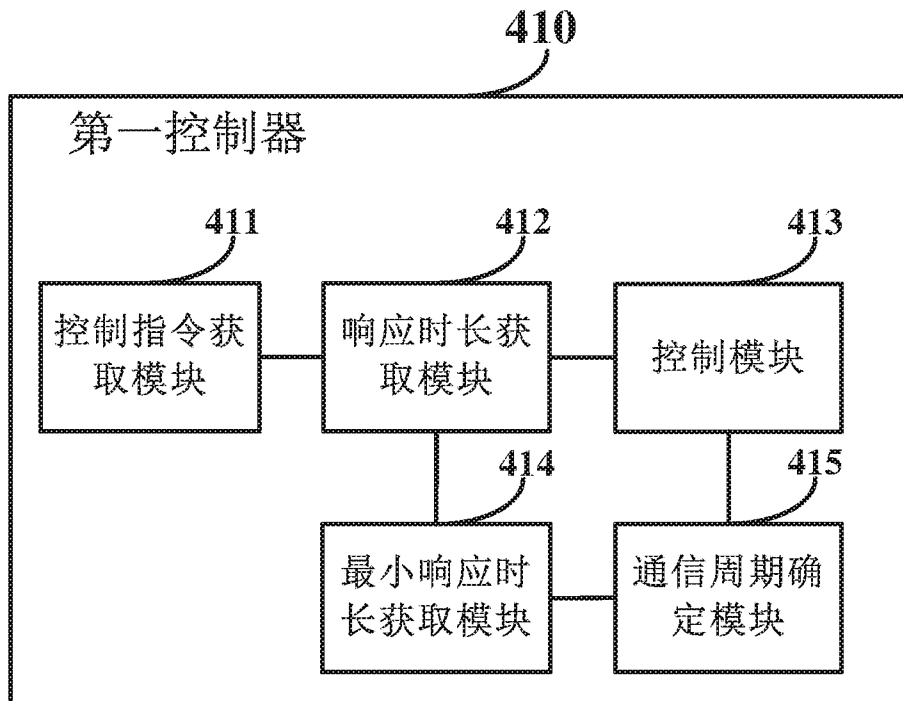 410
第一控制器
411
412
413
控制指令获
取模块
响应时长获
取模块
控制模块
414
415
最小响应时
长获取模块
通信周期确
定模块